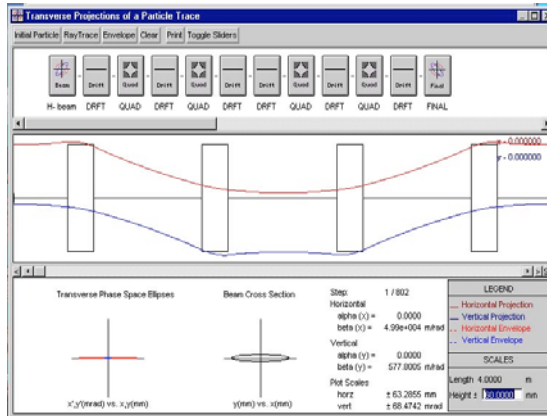 Transverse Projections of a Particle Trace
Initial Particle RayTrace Envelope Clear Print Toggle Sliders
Beam Drift Quad Drift Quad Drift Drift Quad Drift Quad Drift Final
H- beam DRFT QUAD DRFT QUAD DRFT DRFT QUAD DRFT QUAD DRFT FINAL
x - 0.000000
y - 0.000000
Transverse Phase Space Ellipses
x',y'(mrad) vs. x,y(mm)
Beam Cross Section
y(mm) vs. x(mm)
Step: 1 / 802
Horizontal
alpha (x) = 0.0000
beta (x) = 4.99e+004 m/rad
Vertical
alpha (y) = 0.0000
beta (y) = 577.8005 m/rad
Plot Scales
horz ± 63.2855 mm
vert ± 68.4742 mrad
LEGEND
Horizontal Projection
Vertical Projection
Horizontal Envelope
Vertical Envelope
SCALES
Length 4.0000 m
Height ± mm